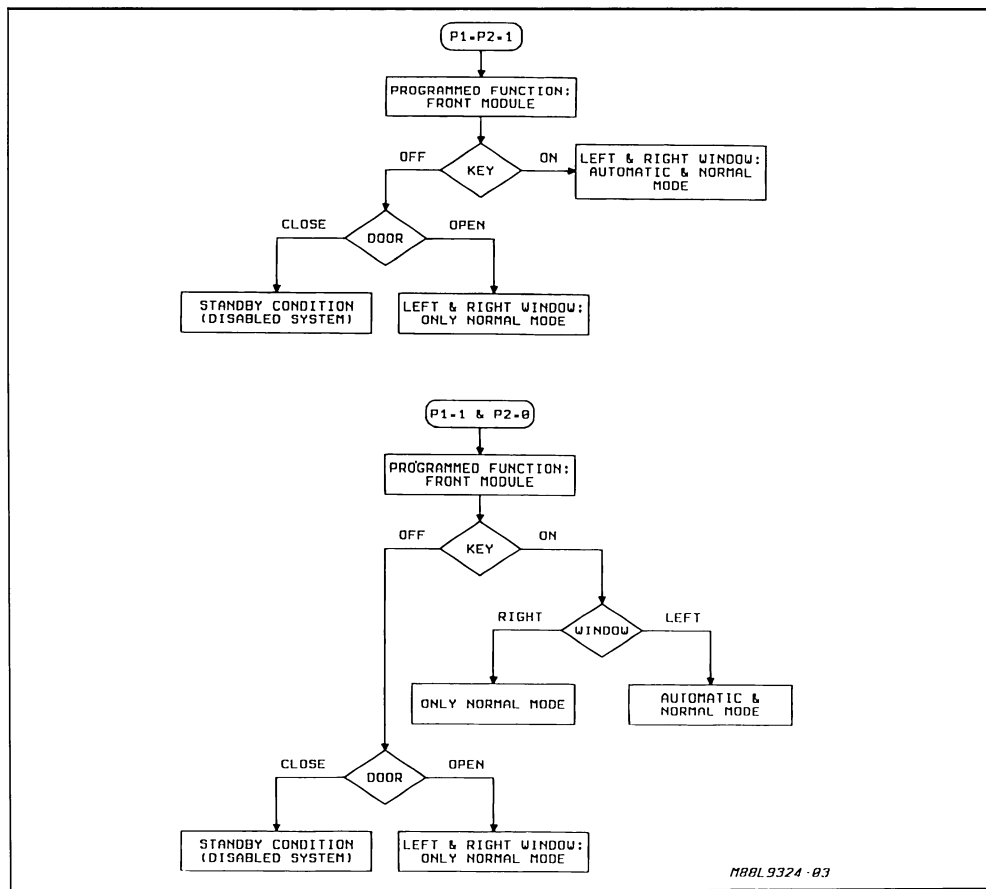 P1=P2=1
PROGRAMMED FUNCTION:
FRONT MODULE
OFF
KEY
ON
LEFT & RIGHT WINDOW:
AUTOMATIC & NORMAL
MODE
CLOSE
DOOR
OPEN
STANDBY CONDITION
(DISABLED SYSTEM)
LEFT & RIGHT WINDOW:
ONLY NORMAL MODE
P1=1 & P2=0
PROGRAMMED FUNCTION:
FRONT MODULE
OFF
KEY
ON
RIGHT
WINDOW
LEFT
ONLY NORMAL MODE
AUTOMATIC &
NORMAL MODE
CLOSE
DOOR
OPEN
STANDBY CONDITION
(DISABLED SYSTEM)
LEFT & RIGHT WINDOW:
ONLY NORMAL MODE
M88L9324-03